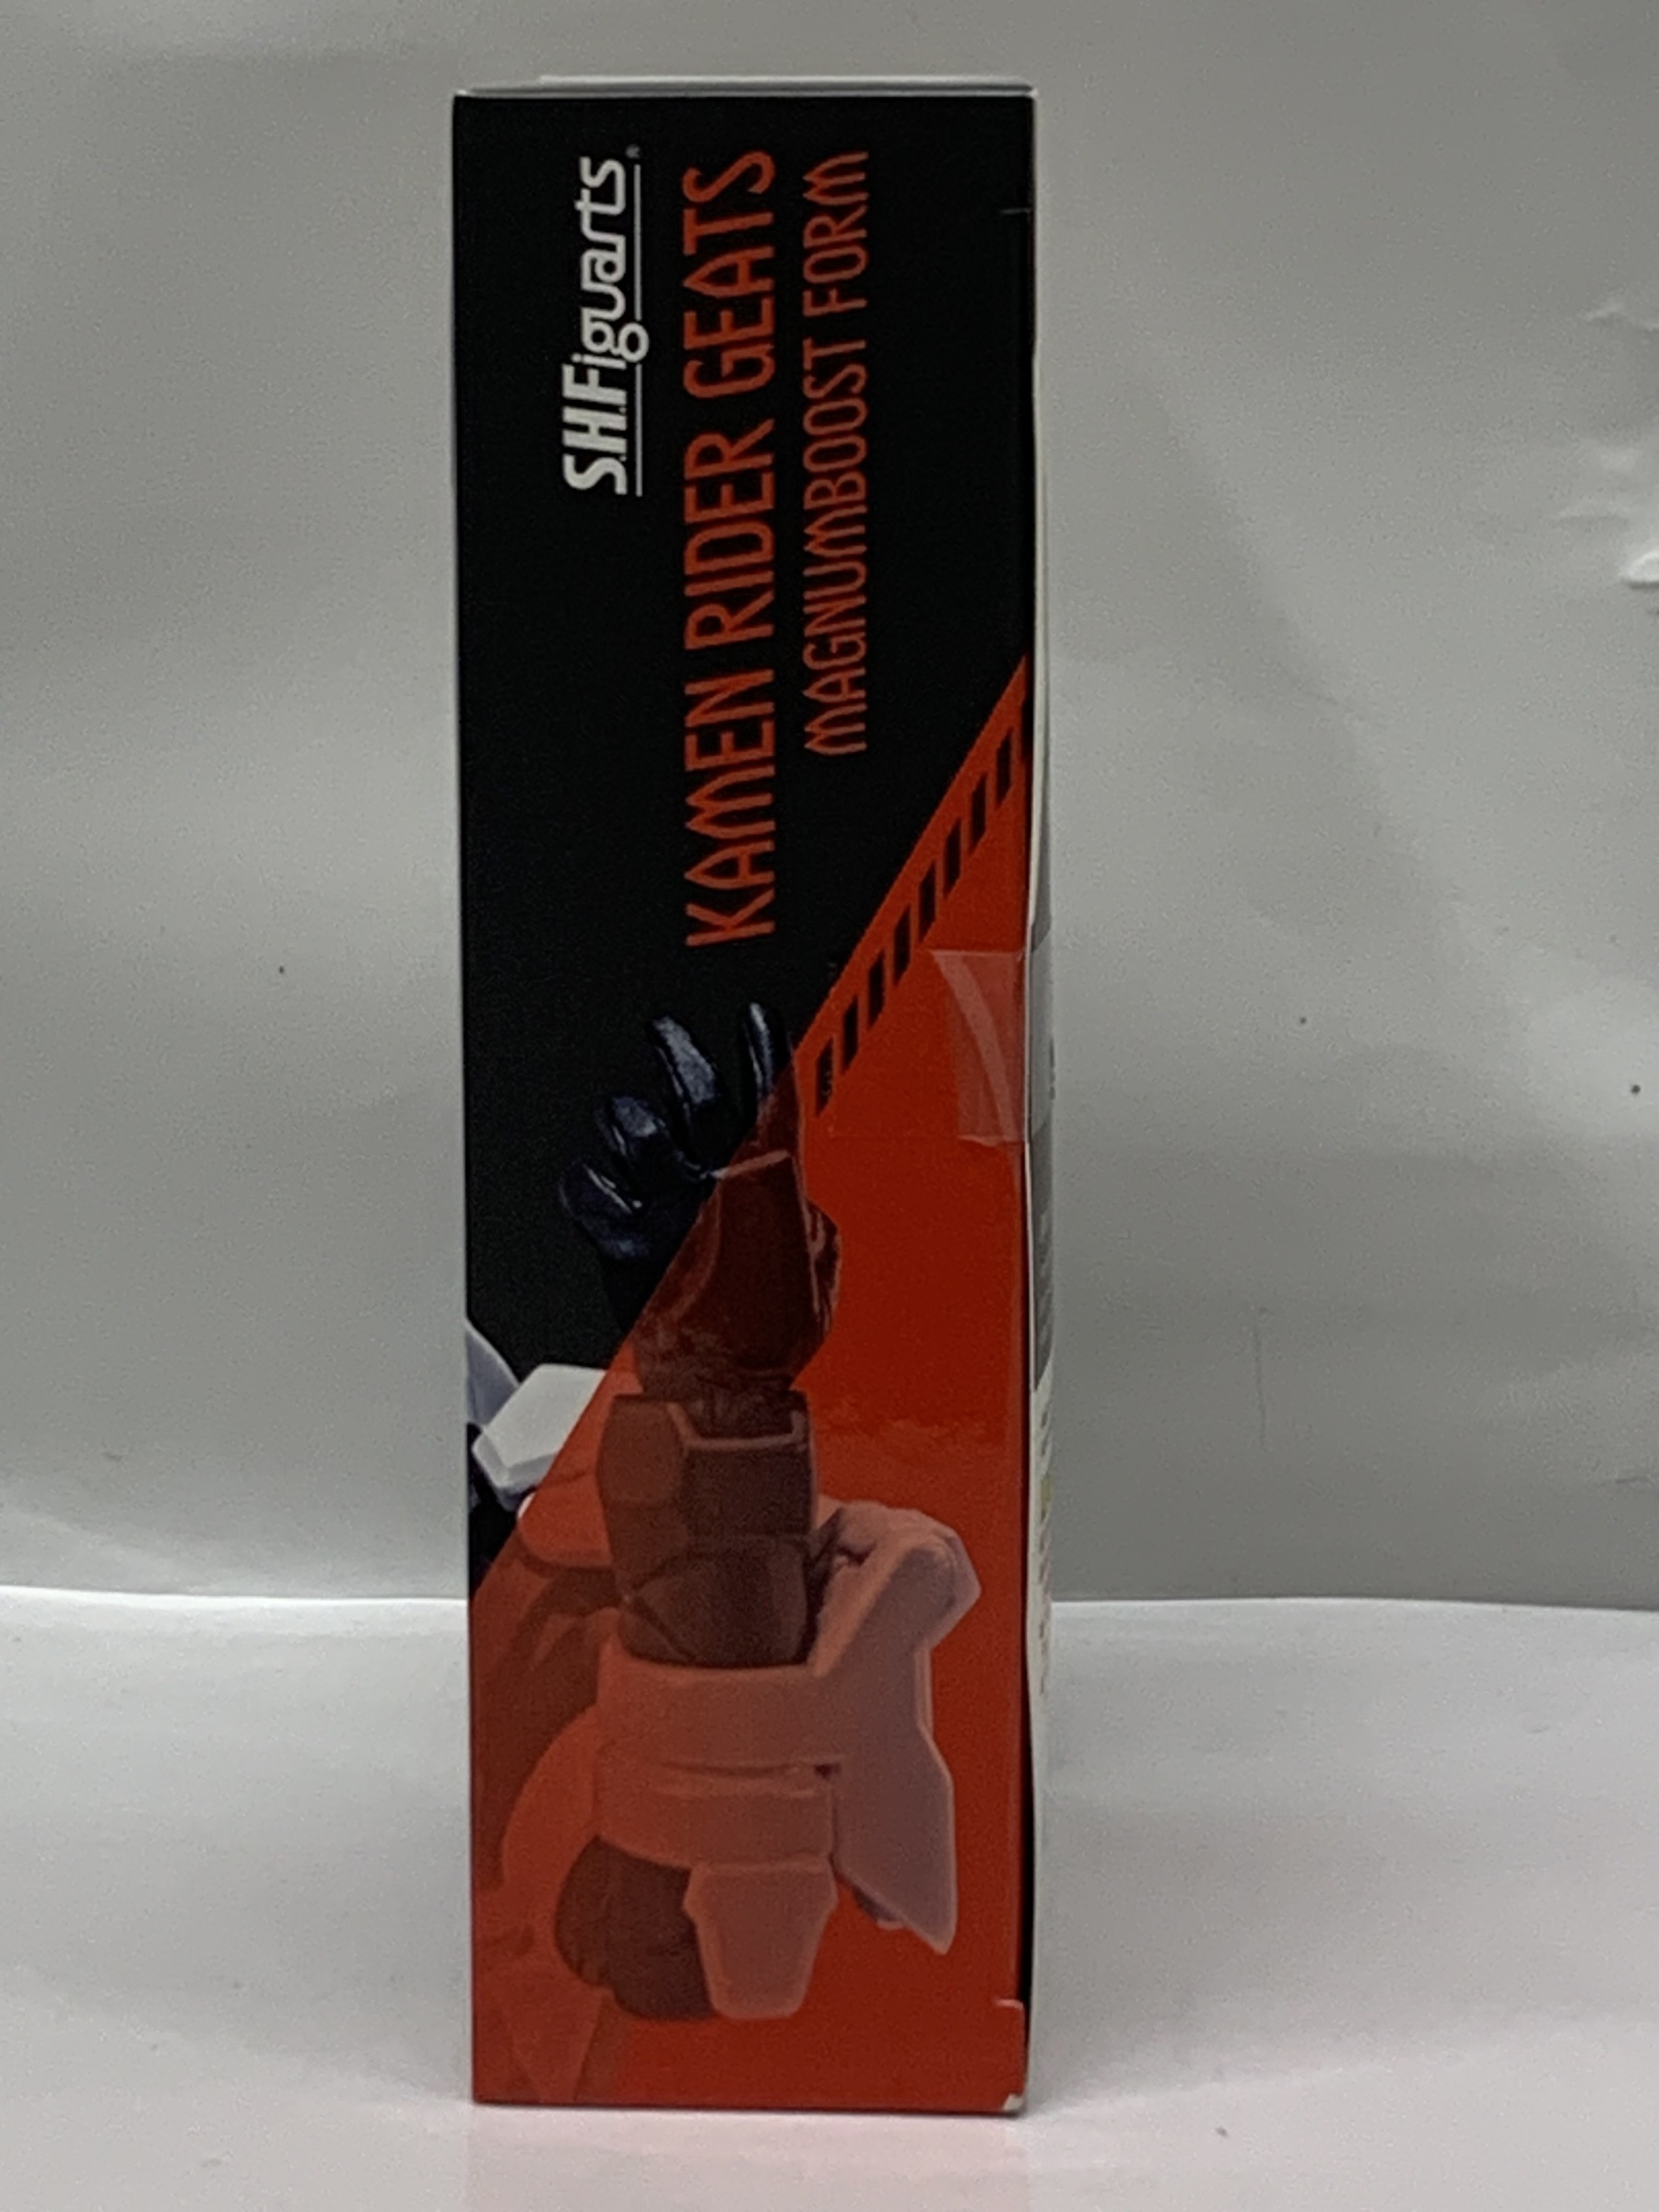 S.H.Figuarts®
KAMEN RIDER GEATS
MAGNUMBOOST FORM